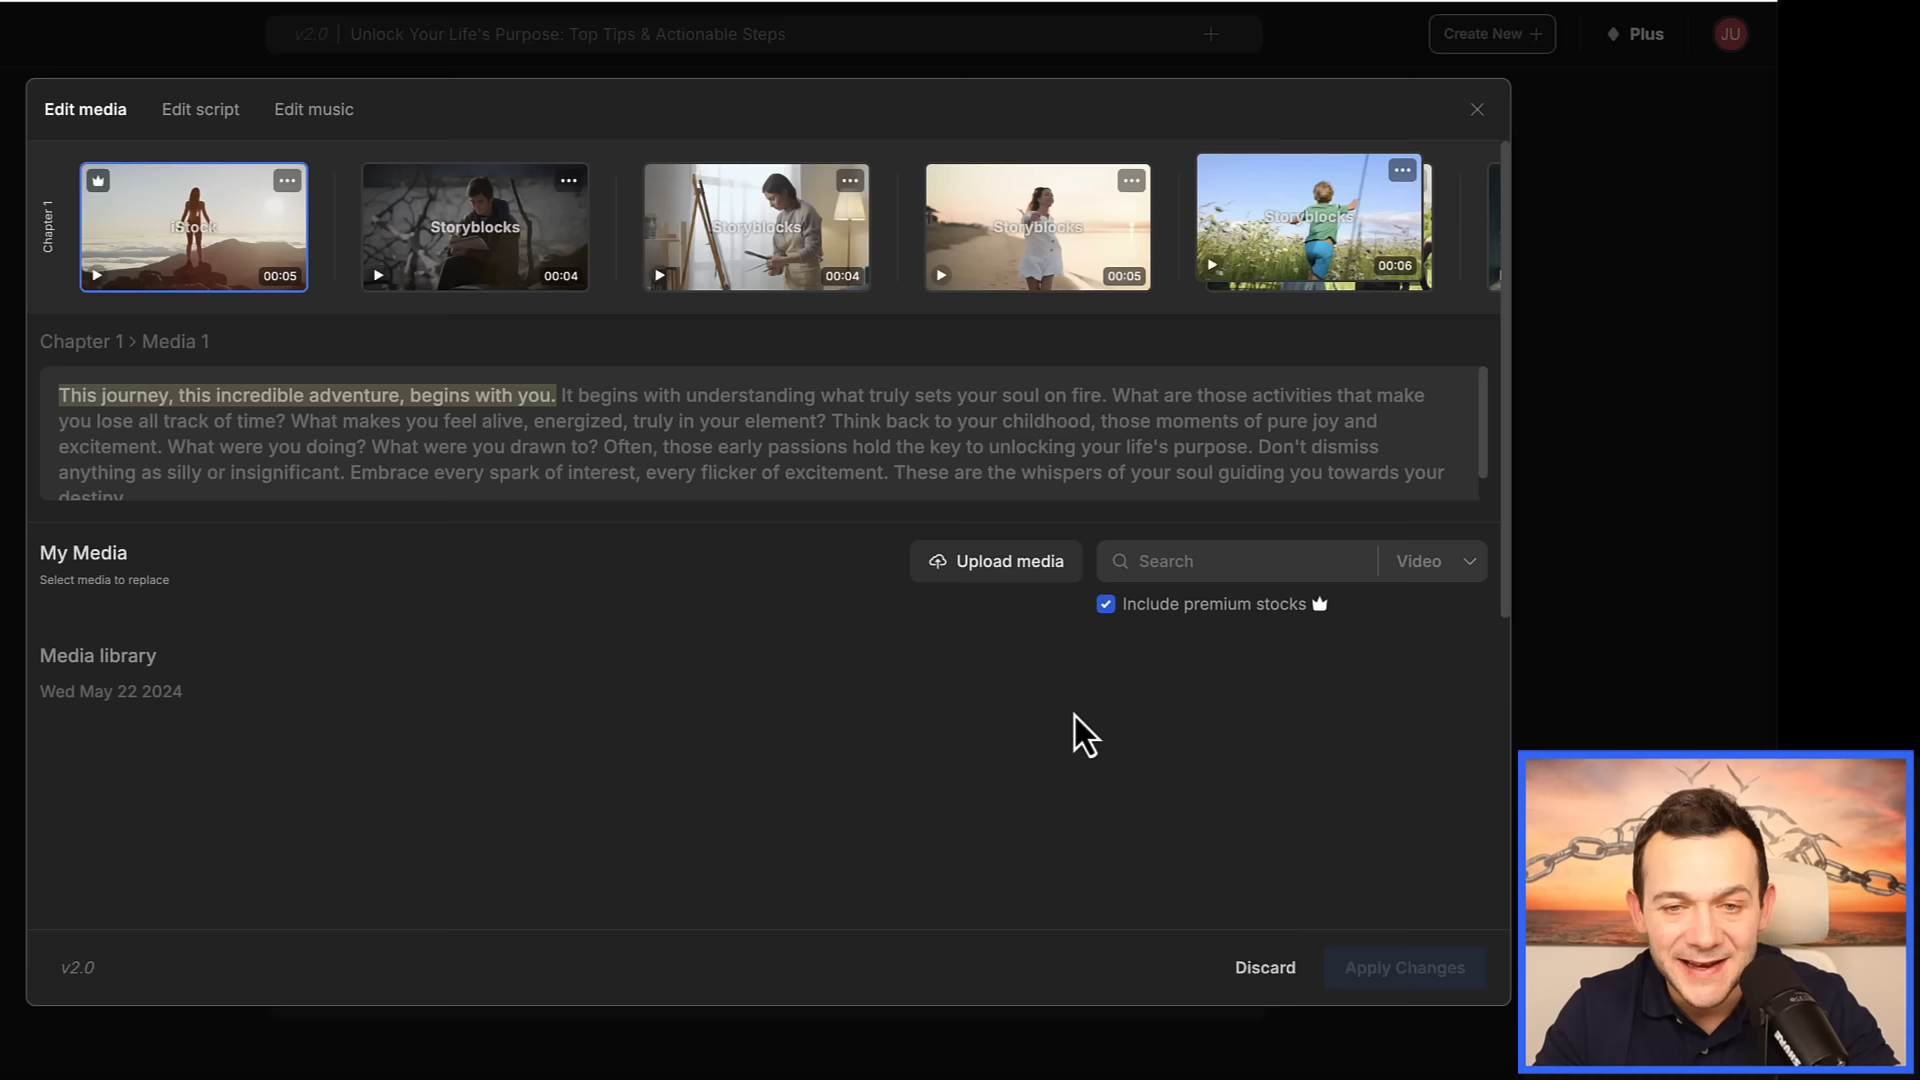 v2.0 | Unlock Your Life's Purpose: Top Tips & Actionable Steps
Create New +
Plus
JU
Edit media
Edit script
Edit music
Chapter 1
iStock
00:05
Storyblocks
00:04
Storyblocks
00:04
Storyblocks
00:05
Storyblocks
00:06
Chapter 1 > Media 1
This journey, this incredible adventure, begins with you. It begins with understanding what truly sets your soul on fire. What are those activities that make
you lose all track of time? What makes you feel alive, energized, truly in your element? Think back to your childhood, those moments of pure joy and
excitement. What were you doing? What were you drawn to? Often, those early passions hold the key to unlocking your life's purpose. Don't dismiss
anything as silly or insignificant. Embrace every spark of interest, every flicker of excitement. These are the whispers of your soul guiding you towards your
destiny
My Media
Select media to replace
Upload media
Search
Video
Include premium stocks
Media library
Wed May 22 2024
v2.0
Discard
Apply Changes
SHURE